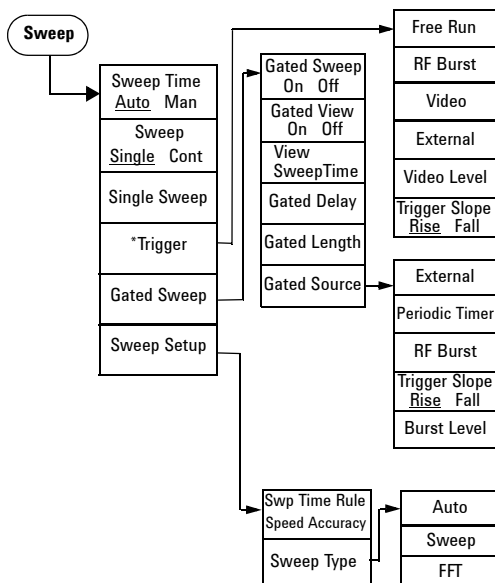 Sweep
Sweep Time
Auto Man
Sweep
Single Cont
Single Sweep
*Trigger
Gated Sweep
Sweep Setup
Gated Sweep
On Off
Gated View
On Off
View
SweepTime
Gated Delay
Gated Length
Gated Source
Free Run
RF Burst
Video
External
Video Level
Trigger Slope
Rise Fall
External
Periodic Timer
RF Burst
Trigger Slope
Rise Fall
Burst Level
Swp Time Rule
Speed Accuracy
Sweep Type
Auto
Sweep
FFT